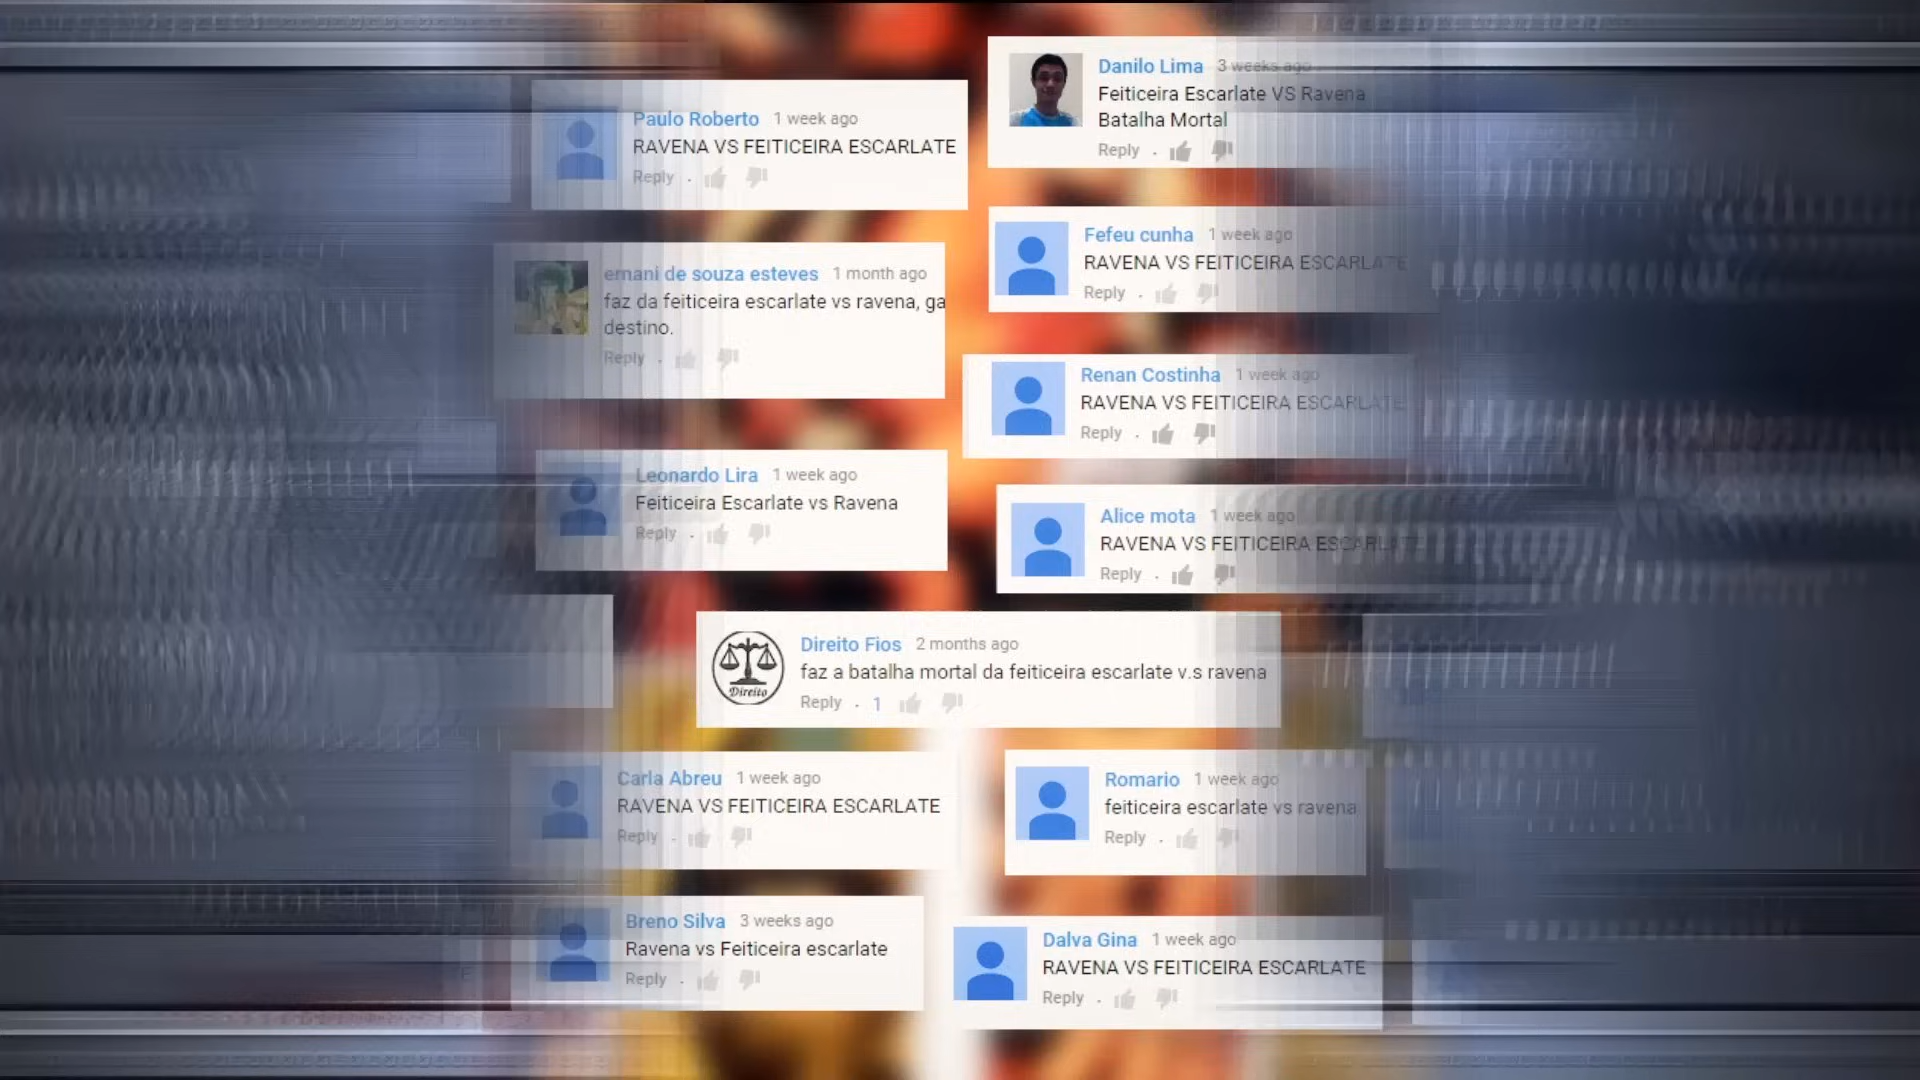 Danilo Lima 3 weeks ago
Feiticeira Escarlate VS Ravena
Batalha Mortal
Reply
Paulo Roberto 1 week ago
RAVENA VS FEITICEIRA ESCARLATE
Reply
Fefeu cunha 1 week ago
RAVENA VS FEITICEIRA ESCARLATE
Reply
ernani de souza esteves 1 month ago
faz da feiticeira escarlate vs ravena, ga
destino.
Reply
Renan Costinha 1 week ago
RAVENA VS FEITICEIRA ESCARLATE
Reply
Leonardo Lira 1 week ago
Feiticeira Escarlate vs Ravena
Reply
Alice mota 1 week ago
RAVENA VS FEITICEIRA ESCARLATE
Reply
Direito Fios 2 months ago
faz a batalha mortal da feiticeira escarlate v.s ravena
Direito
Reply 1
Carla Abreu 1 week ago
RAVENA VS FEITICEIRA ESCARLATE
Reply
Romario 1 week ago
feiticeira escarlate vs ravena
Reply
Breno Silva 3 weeks ago
Ravena vs Feiticeira escarlate
Reply
Dalva Gina 1 week ago
RAVENA VS FEITICEIRA ESCARLATE
Reply